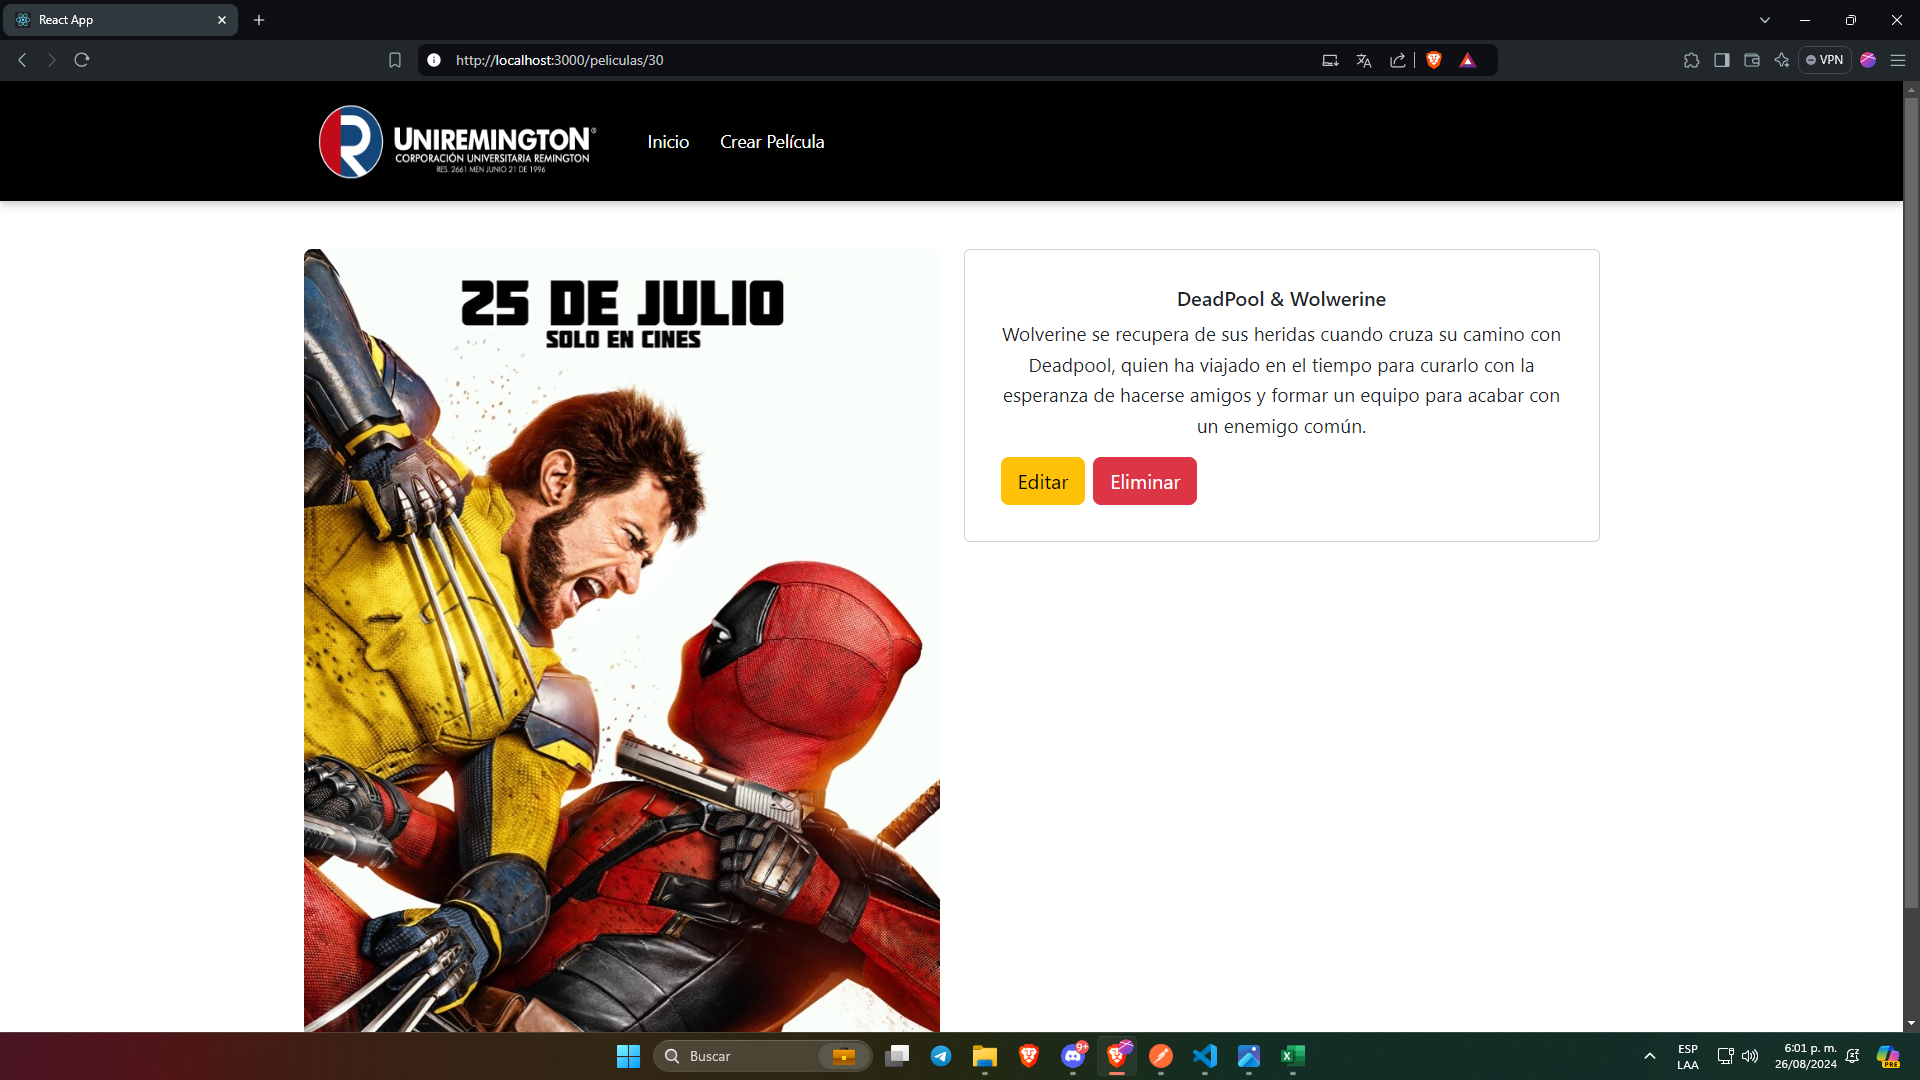 React App
http://localhost:3000/peliculas/30
VPN
UNIREMINGTON®
CORPORACIÓN UNIVERSITARIA REMINGTON
RES. 2661 MEN JUNIO 21 DE 1996
Inicio
Crear Película
25 DE JULIO
SOLO EN CINES
DeadPool & Wolwerine
Wolverine se recupera de sus heridas cuando cruza su camino con
Deadpool, quien ha viajado en el tiempo para curarlo con la
esperanza de hacerse amigos y formar un equipo para acabar con
un enemigo común.
Editar
Eliminar
Buscar
9+
ESP
LAA
6:01 p. m.
26/08/2024
PRE